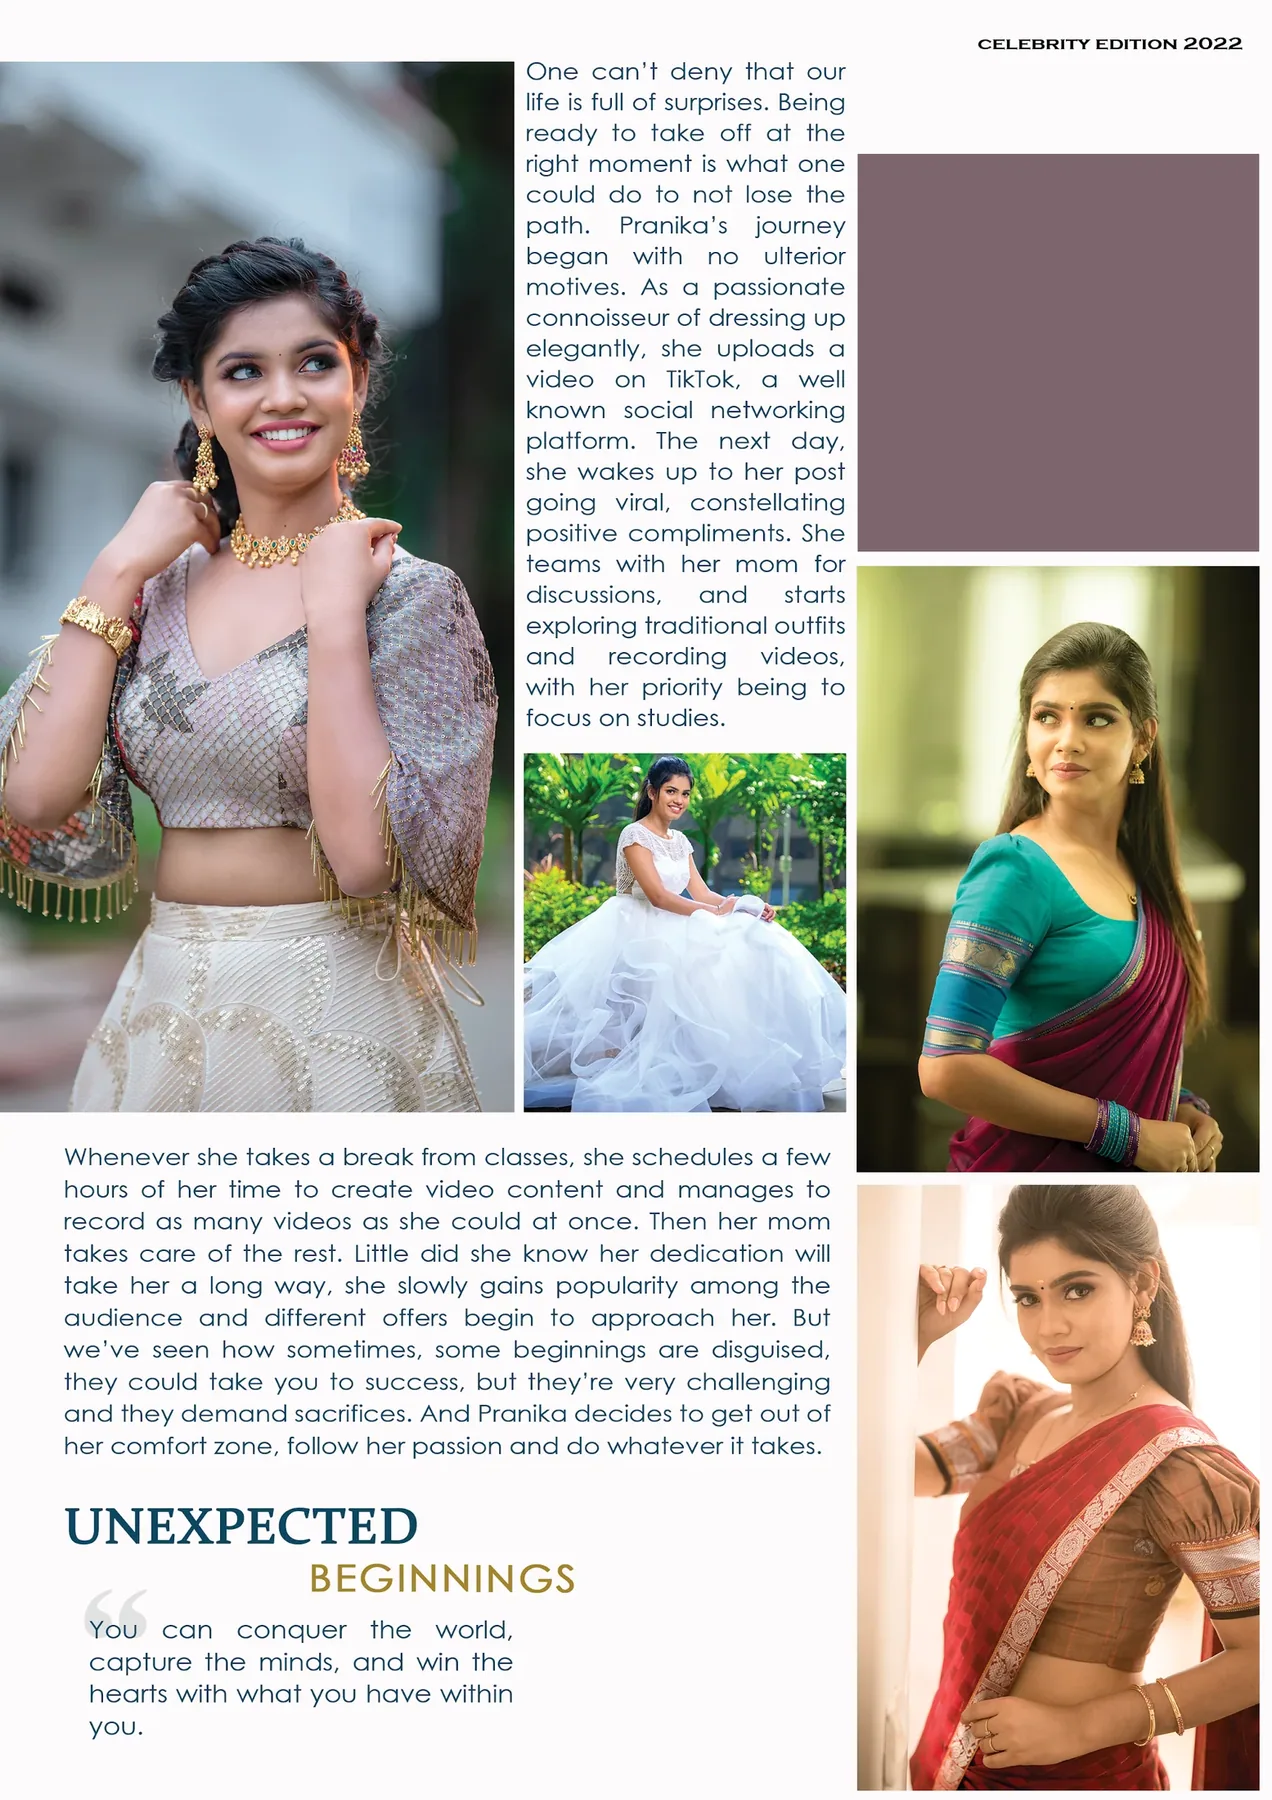 CELEBRITY EDITION 2022
One can’t deny that our
life is full of surprises. Being
ready to take off at the
right moment is what one
could do to not lose the
path. Pranika’s journey
began with no ulterior
motives. As a passionate
connoisseur of dressing up
elegantly, she uploads a
video on TikTok, a well
known social networking
platform. The next day,
she wakes up to her post
going viral, constellating
positive compliments. She
teams with her mom for
discussions, and starts
exploring traditional outfits
and recording videos,
with her priority being to
focus on studies.
Whenever she takes a break from classes, she schedules a few
hours of her time to create video content and manages to
record as many videos as she could at once. Then her mom
takes care of the rest. Little did she know her dedication will
take her a long way, she slowly gains popularity among the
audience and different offers begin to approach her. But
we’ve seen how sometimes, some beginnings are disguised,
they could take you to success, but they’re very challenging
and they demand sacrifices. And Pranika decides to get out of
her comfort zone, follow her passion and do whatever it takes.
UNEXPECTED
BEGINNINGS
“
You can conquer the world,
capture the minds, and win the
hearts with what you have within
you.